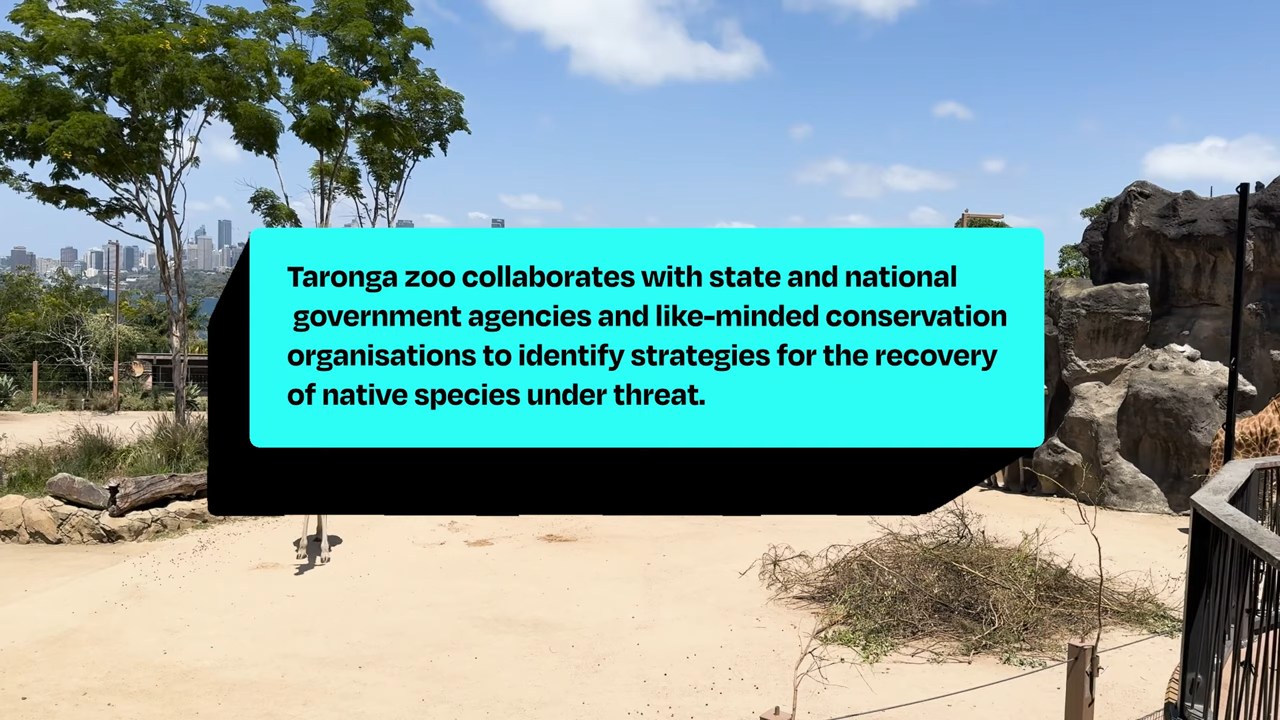 Taronga zoo collaborates with state and national
government agencies and like-minded conservation
organisations to identify strategies for the recovery
of native species under threat.